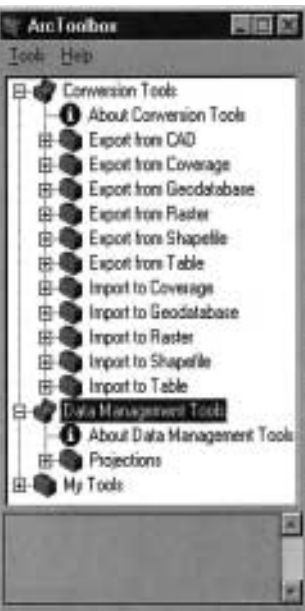 ArcToolbox
Tools Help
Conversion Tools
About Conversion Tools
Export from CAD
Export from Coverage
Export from Geodatabase
Export from Raster
Export from Shapefile
Export from Table
Import to Coverage
Import to Geodatabase
Import to Raster
Import to Shapefile
Import to Table
Data Management Tools
About Data Management Tools
Projections
My Tools